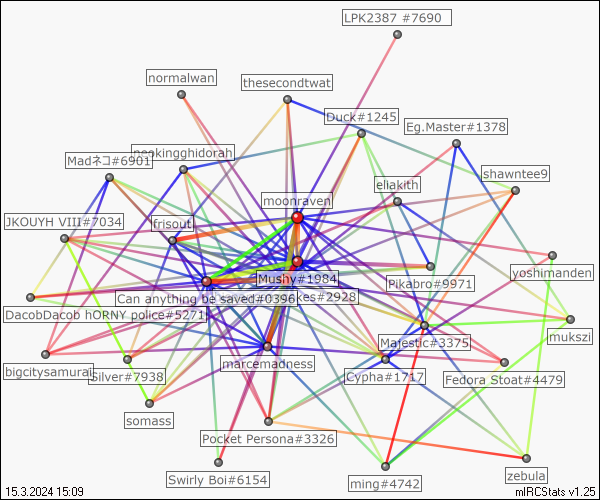 LPK2387 #7690
normalwan
thesecondtwat
Duck#1245
Eg.Master#1378
Madネコ#6901
shawntee9
eliakith
moonraven
JKOUYH VIII#7034
frisout
yoshimanden
Mushy#1984
Pikabro#9971
Can anything be saved#0396
kes#2928
DacobDacob hORNY police#5271
mukszi
Majestic#3375
marcemadness
bigcitysamurai
Silver#7938
Cypha#1717
Fedora Stoat#4479
somass
Pocket Persona#3326
Swirly Boi#6154
ming#4742
zebula
15.3.2024 15:09
mIRCStats v1.25